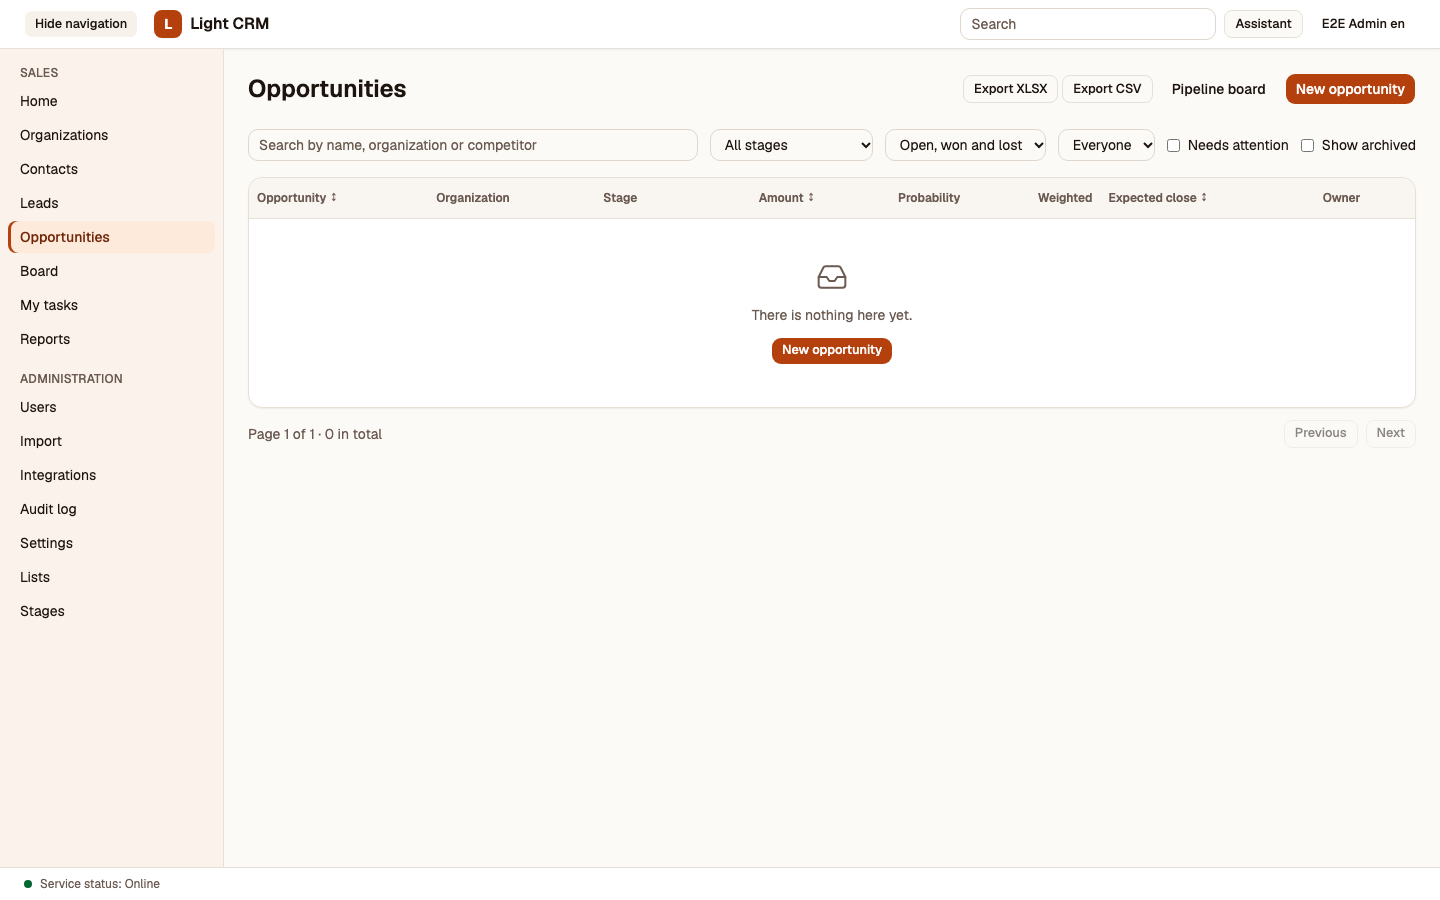 Hide navigation
L
Light CRM
Search
Assistant
E2E Admin en
SALES
Home
Organizations
Contacts
Leads
Opportunities
Board
My tasks
Reports
ADMINISTRATION
Users
Import
Integrations
Audit log
Settings
Lists
Stages
Opportunities
Export XLSX
Export CSV
Pipeline board
New opportunity
Search by name, organization or competitor
All stages
Open, won and lost
Everyone
Needs attention
Show archived
Opportunity ↕
Organization
Stage
Amount ↕
Probability
Weighted
Expected close ↕
Owner
There is nothing here yet.
New opportunity
Page 1 of 1 · 0 in total
Previous
Next
Service status: Online